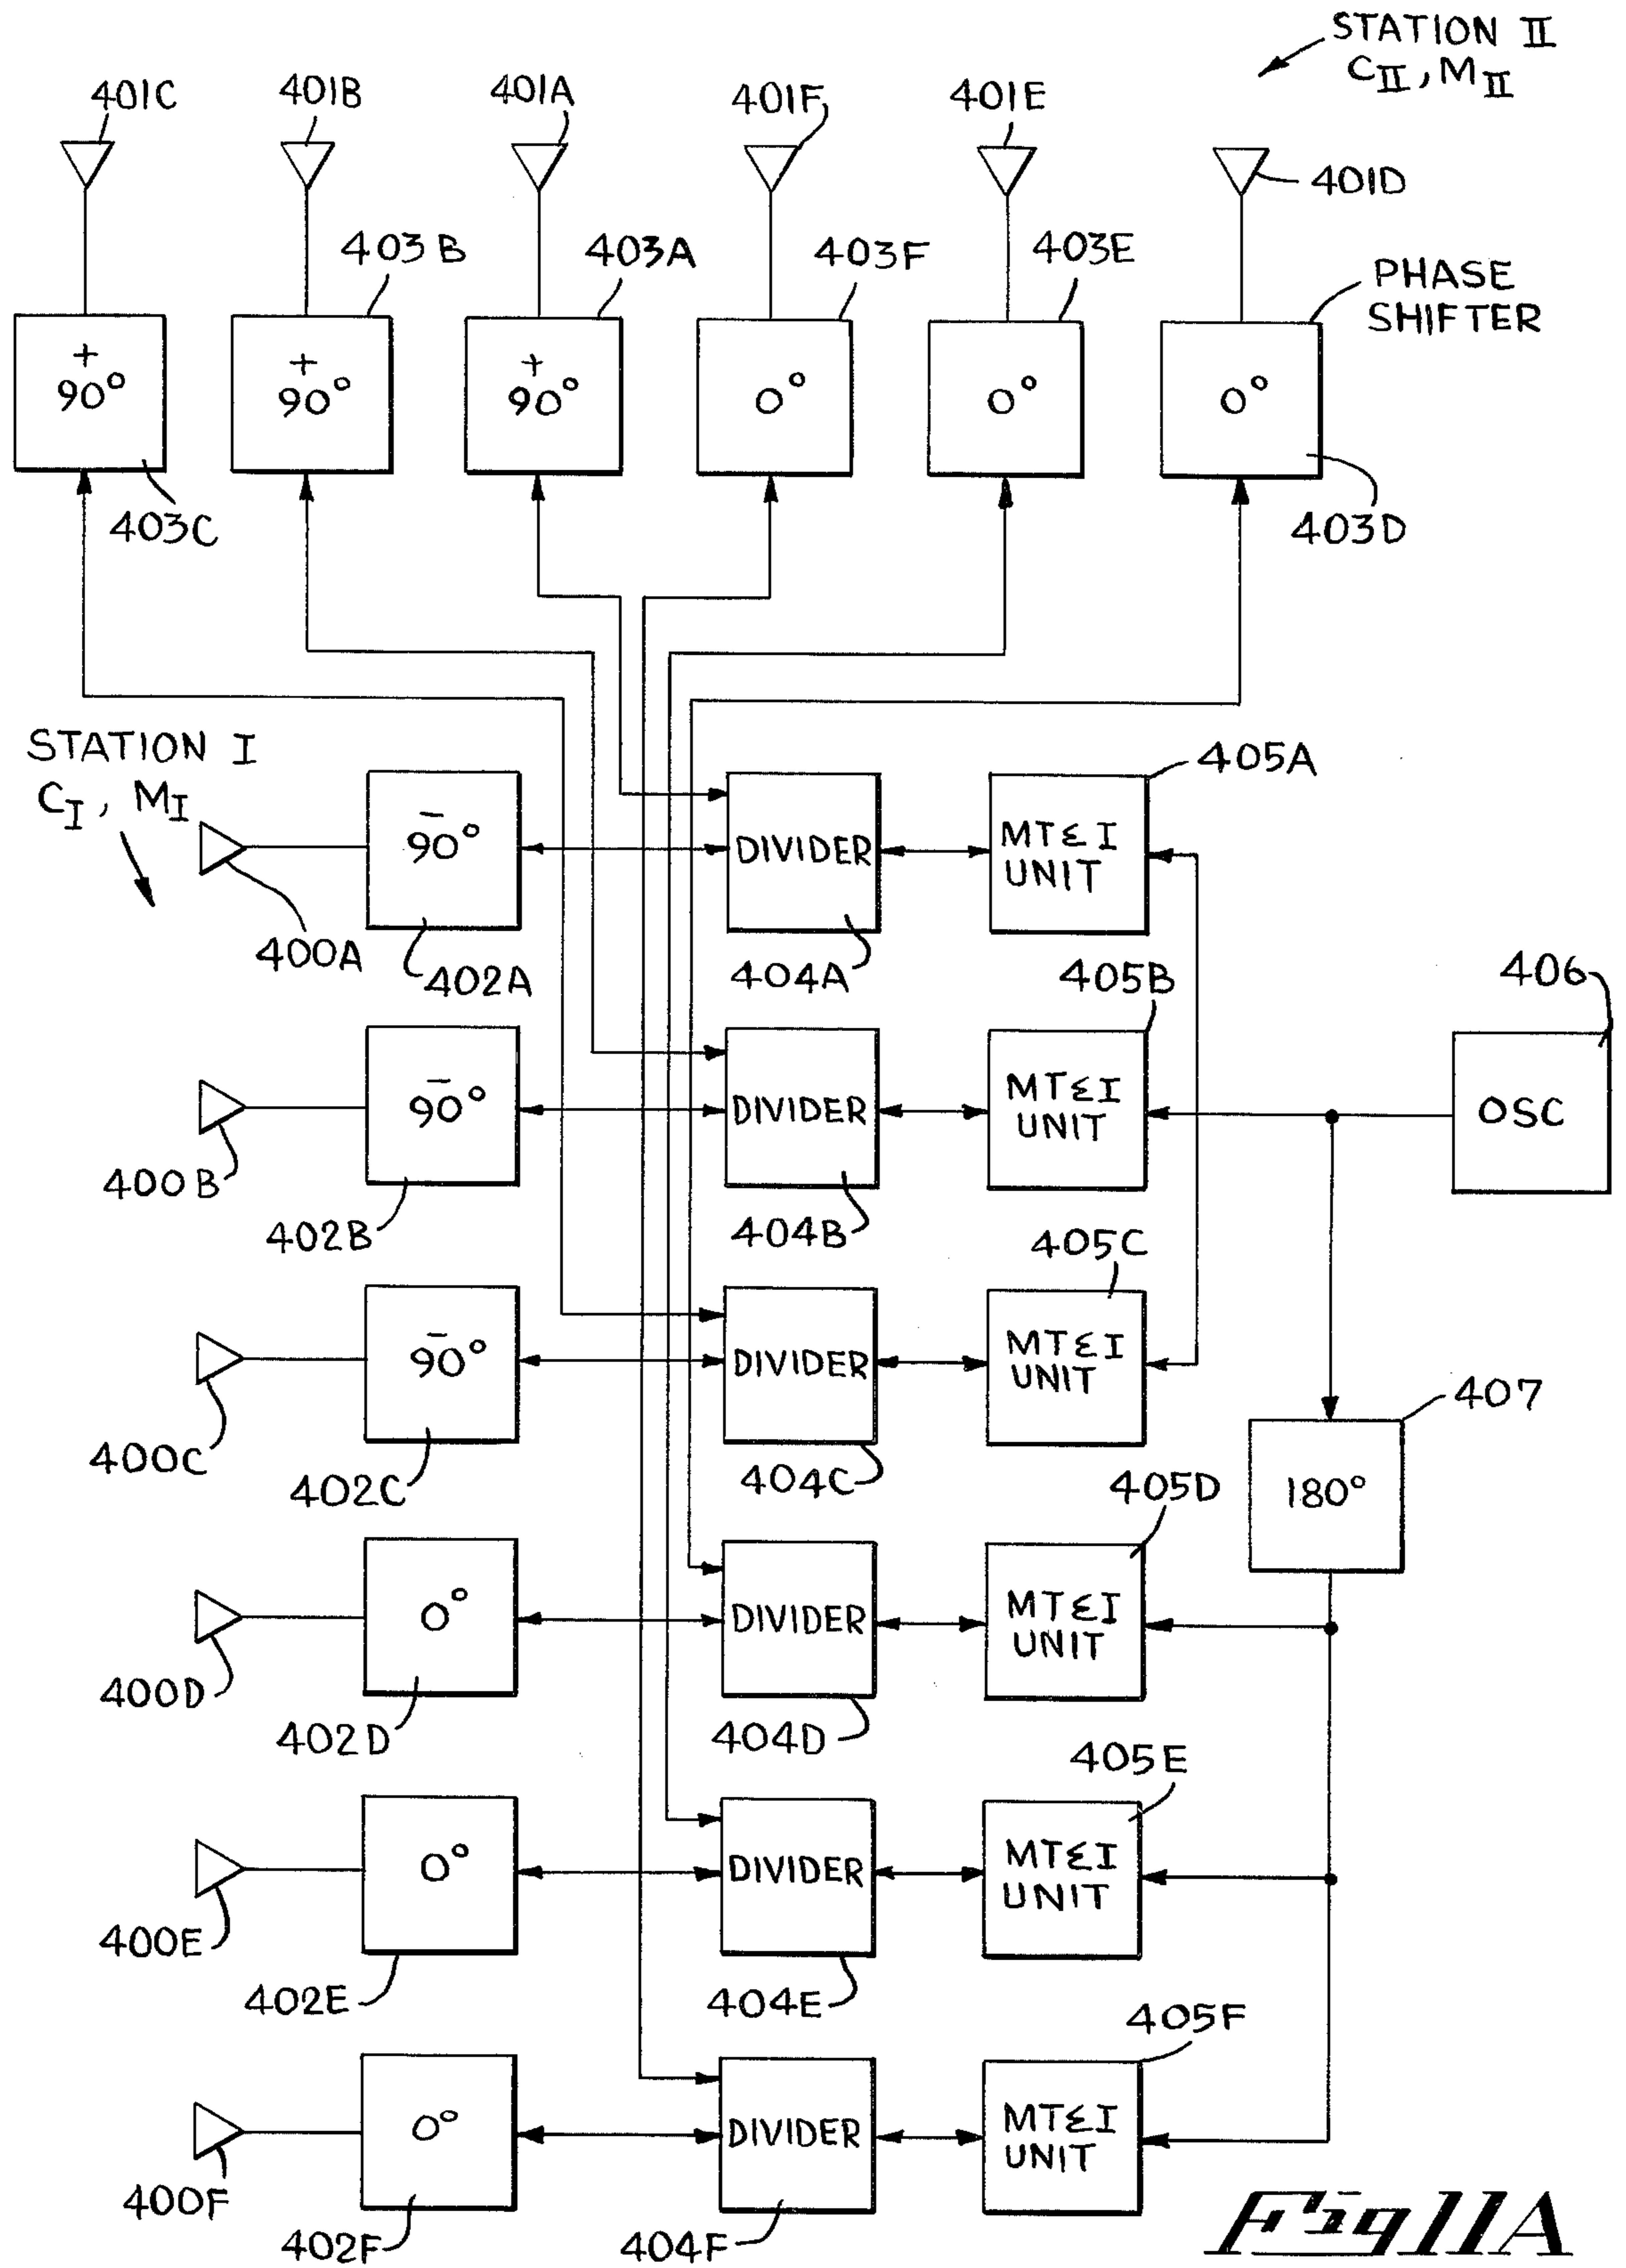 STATION II
C II, M II
401C
401B
401A
401F
401E
401D
403B
403A
403F
403E
PHASE
SHIFTER
+
90°
+
90°
+
90°
0°
0°
0°
403C
403D
STATION I
C I, M I
405A
–
90°
DIVIDER
MT&I
UNIT
400A
402A
404A
405B
406
–
90°
DIVIDER
MT&I
UNIT
OSC
400B
402B
404B
405C
–
90°
DIVIDER
MT&I
UNIT
407
400C
402C
404C
405D
180°
0°
DIVIDER
MT&I
UNIT
400D
402D
404D
405E
0°
DIVIDER
MT&I
UNIT
400E
402E
404E
405F
0°
DIVIDER
MT&I
UNIT
400F
402F
404F
Fig 11A